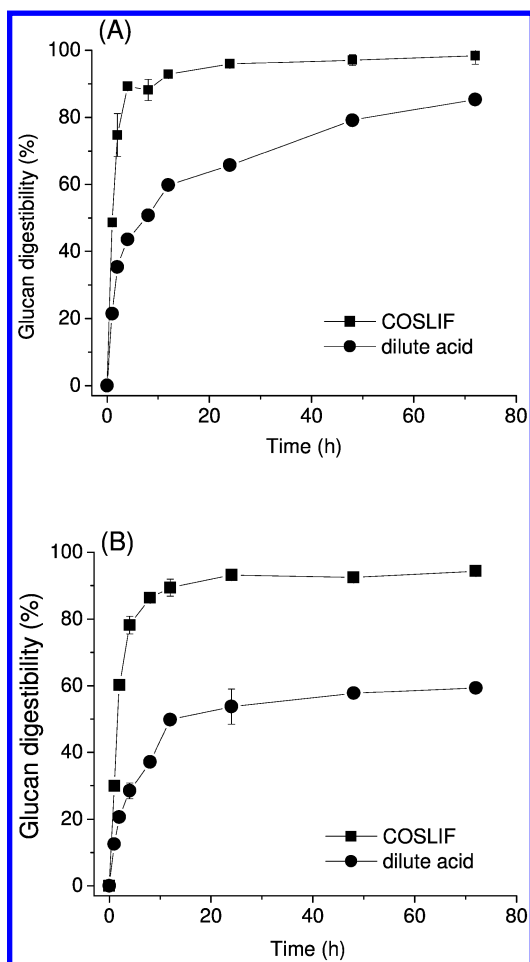 (A)
100
80
60
40
20
0
Glucan digestibility (%)
COSLIF
dilute acid
0 20 40 60 80
Time (h)
(B)
100
80
60
40
20
0
Glucan digestibility (%)
COSLIF
dilute acid
0 20 40 60 80
Time (h)